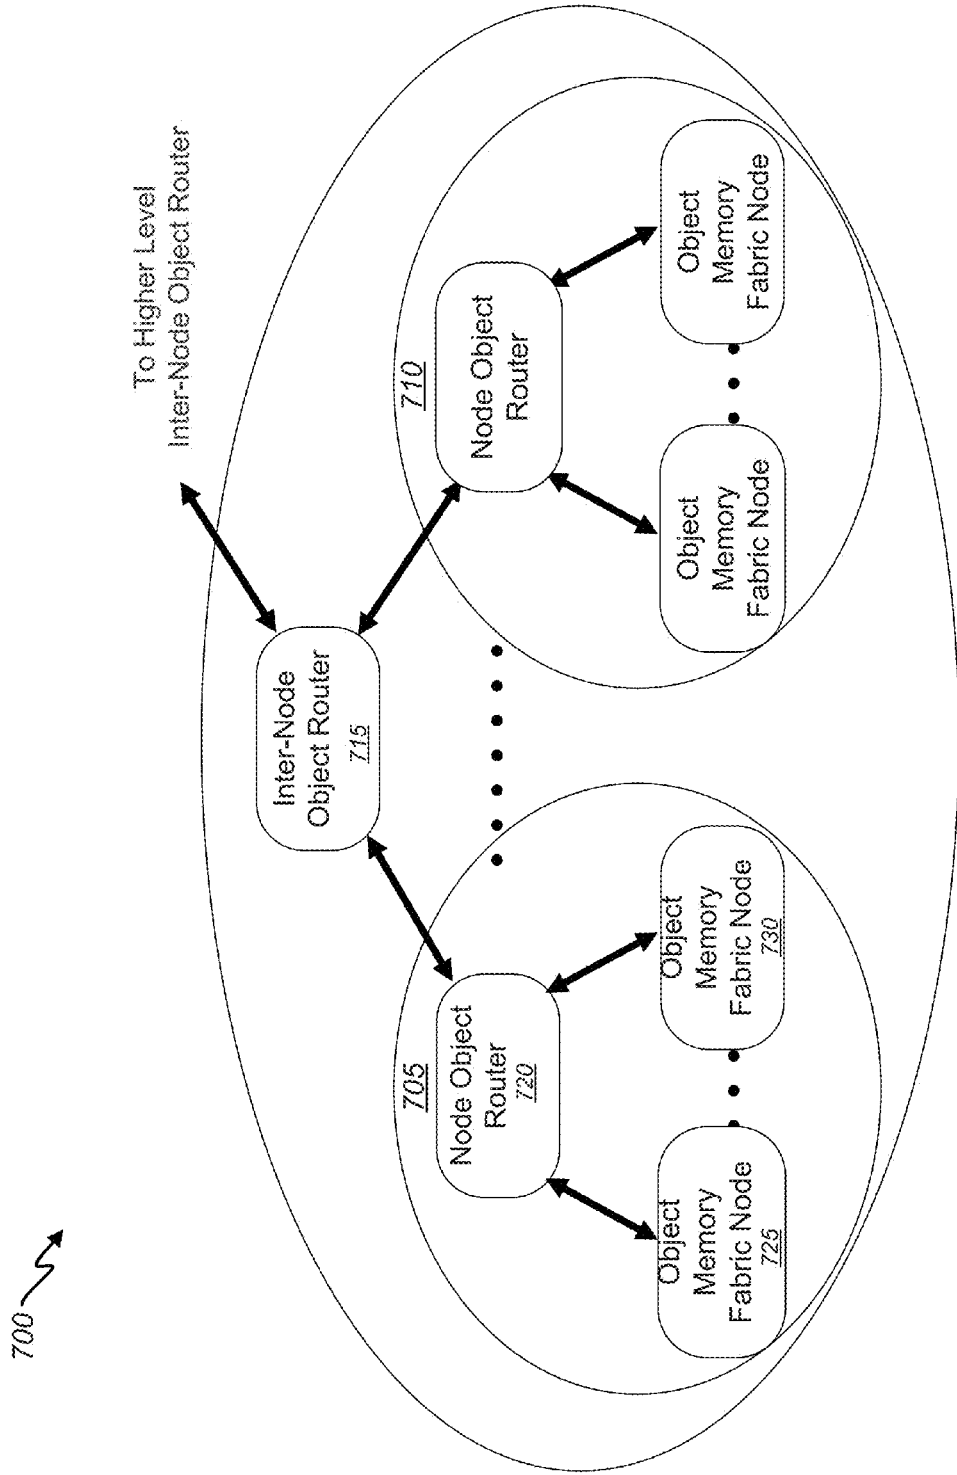 700
To Higher Level
Inter-Node Object Router
Inter-Node
Object Router
715
705
Node Object
Router
720
710
Node Object
Router
Object
Memory
Fabric Node
725
Object
Memory
Fabric Node
730
Object
Memory
Fabric Node
Object
Memory
Fabric Node